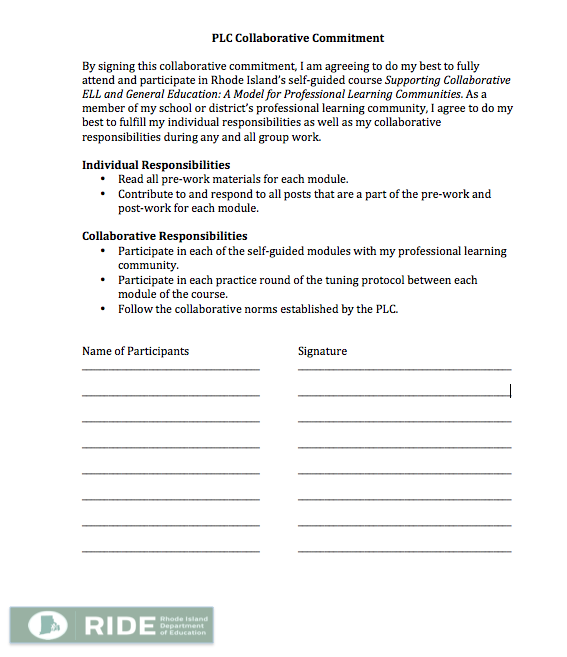 PLC Collaborative Commitment
By signing this collaborative commitment, I am agreeing to do my best to fully
attend and participate in Rhode Island's self-guided course Supporting Collaborative
ELL and General Education: A Model for Professional Learning Communities. As a
member of my school or district's professional learning community, I agree to do my
best to fulfill my individual responsibilities as well as my collaborative
responsibilities during any and all group work.
Individual Responsibilities
• Read all pre-work materials for each module.
• Contribute to and respond to all posts that are a part of the pre-work and
post-work for each module.
Collaborative Responsibilities
• Participate in each of the self-guided modules with my professional learning
community.
• Participate in each practice round of the tuning protocol between each
module of the course.
• Follow the collaborative norms established by the PLC.
Name of Participants Signature
RIDE Rhode Island
Department
of Education